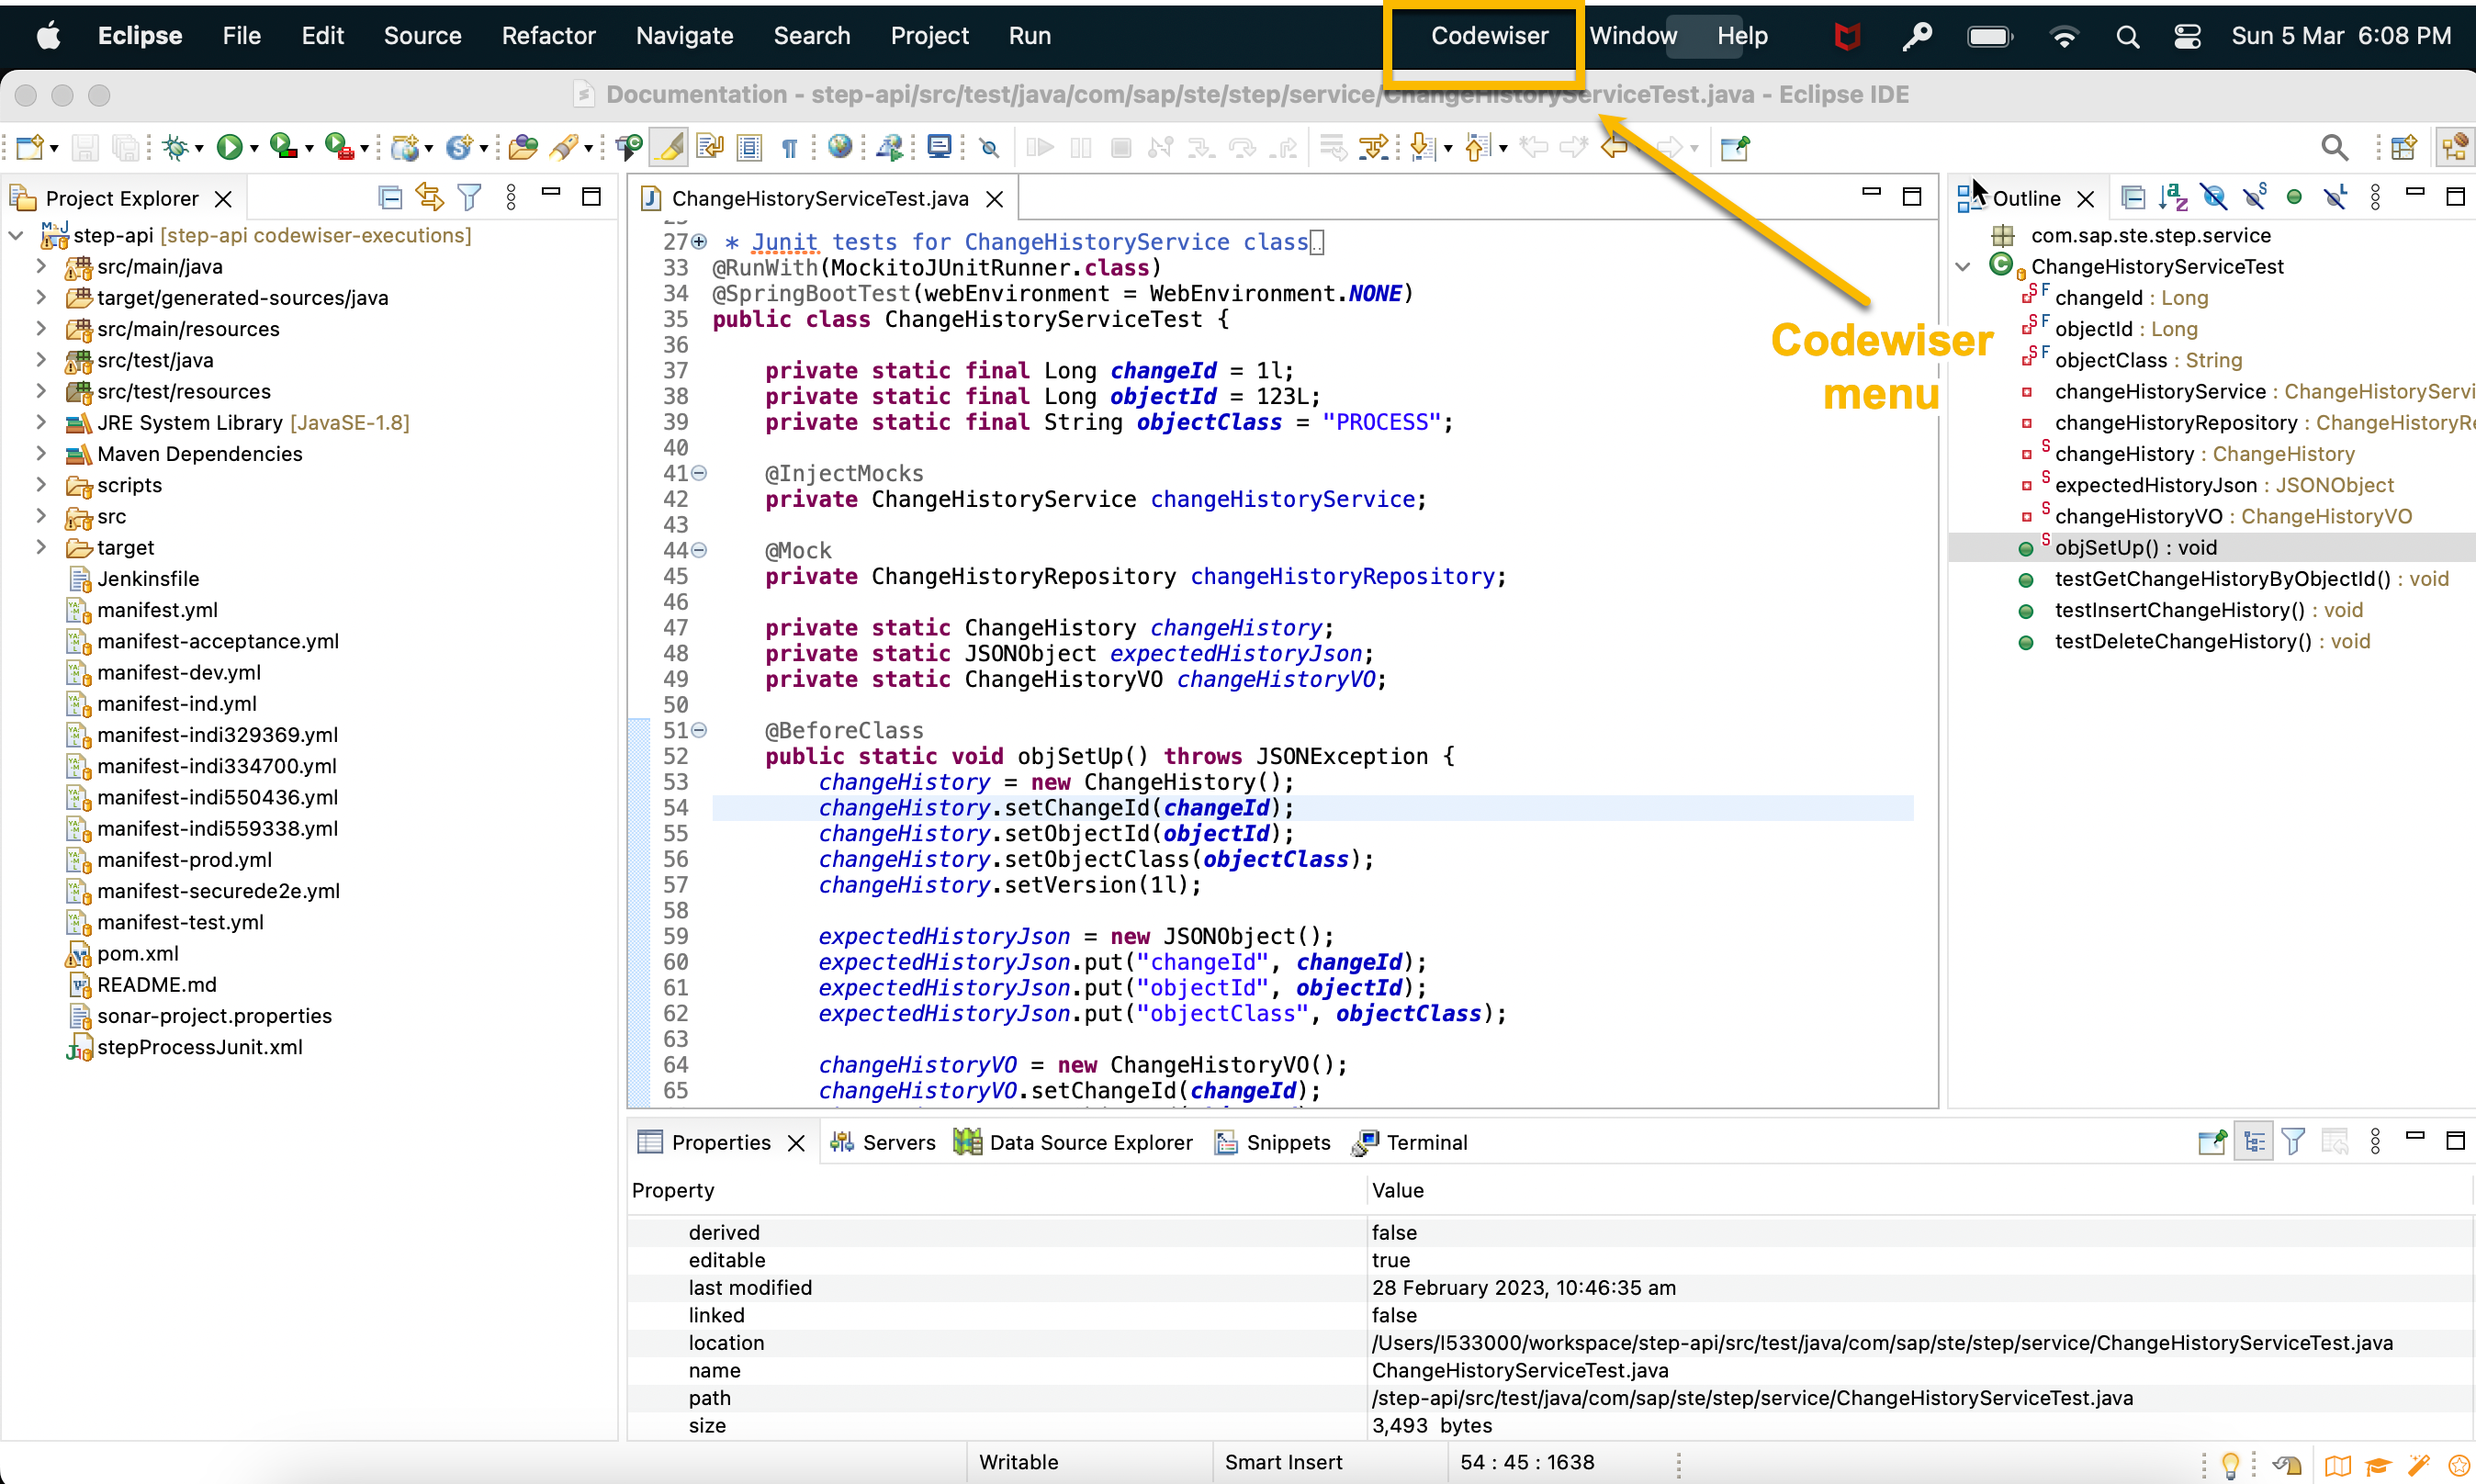 Eclipse File Edit Source Refactor Navigate Search Project Run Codewiser Window Help Sun 5 Mar 6:08 PM
Documentation - step-api/src/test/java/com/sap/ste/step/service/ChangeHistoryServiceTest.java - Eclipse IDE
Project Explorer
step-api [step-api codewiser-executions]
src/main/java
target/generated-sources/java
src/main/resources
src/test/java
src/test/resources
JRE System Library [JavaSE-1.8]
Maven Dependencies
scripts
src
target
Jenkinsfile
manifest.yml
manifest-acceptance.yml
manifest-dev.yml
manifest-ind.yml
manifest-indi329369.yml
manifest-indi334700.yml
manifest-indi550436.yml
manifest-indi559338.yml
manifest-prod.yml
manifest-securede2e.yml
manifest-test.yml
pom.xml
README.md
sonar-project.properties
stepProcessJunit.xml
ChangeHistoryServiceTest.java
27 * Junit tests for ChangeHistoryService class
33 @RunWith(MockitoJUnitRunner.class)
34 @SpringBootTest(webEnvironment = WebEnvironment.NONE)
35 public class ChangeHistoryServiceTest {
36
37 private static final Long changeId = 1l;
38 private static final Long objectId = 123L;
39 private static final String objectClass = "PROCESS";
40
41 @InjectMocks
42 private ChangeHistoryService changeHistoryService;
43
44 @Mock
45 private ChangeHistoryRepository changeHistoryRepository;
46
47 private static ChangeHistory changeHistory;
48 private static JSONObject expectedHistoryJson;
49 private static ChangeHistoryVO changeHistoryVO;
50
51 @BeforeClass
52 public static void objSetUp() throws JSONException {
53 changeHistory = new ChangeHistory();
54 changeHistory.setChangeId(changeId);
55 changeHistory.setObjectId(objectId);
56 changeHistory.setObjectClass(objectClass);
57 changeHistory.setVersion(1l);
58
59 expectedHistoryJson = new JSONObject();
60 expectedHistoryJson.put("changeId", changeId);
61 expectedHistoryJson.put("objectId", objectId);
62 expectedHistoryJson.put("objectClass", objectClass);
63
64 changeHistoryVO = new ChangeHistoryVO();
65 changeHistoryVO.setChangeId(changeId);
Codewiser
menu
Outline
com.sap.ste.step.service
ChangeHistoryServiceTest
changeId : Long
objectId : Long
objectClass : String
changeHistoryService : ChangeHistoryServi
changeHistoryRepository : ChangeHistoryRe
changeHistory : ChangeHistory
expectedHistoryJson : JSONObject
changeHistoryVO : ChangeHistoryVO
objSetUp() : void
testGetChangeHistoryByObjectId() : void
testInsertChangeHistory() : void
testDeleteChangeHistory() : void
Properties Servers Data Source Explorer Snippets Terminal
Property Value
derived false
editable true
last modified 28 February 2023, 10:46:35 am
linked false
location /Users/I533000/workspace/step-api/src/test/java/com/sap/ste/step/service/ChangeHistoryServiceTest.java
name ChangeHistoryServiceTest.java
path /step-api/src/test/java/com/sap/ste/step/service/ChangeHistoryServiceTest.java
size 3,493 bytes
Writable Smart Insert 54 : 45 : 1638